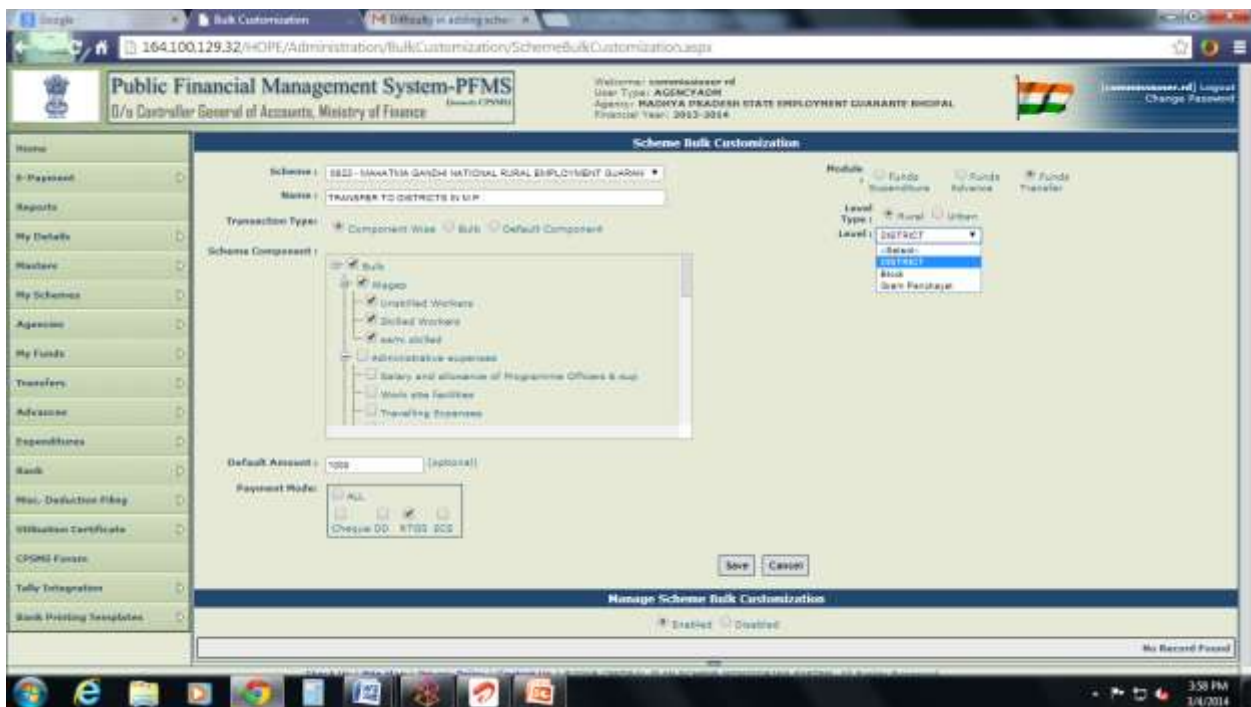 Google
Bulk Customization
Difficulty in adding sche
164.100.129.32/HOPE/Administration/BulkCustomization/SchemeBulkCustomization.aspx
Public Financial Management System-PFMS
O/o Controller General of Accounts, Ministry of Finance
Welcome: commissioner rd
User Type: AGENCYADM
Agency: MADHYA PRADESH STATE EMPLOYMENT GUARANTE BHOPAL
Financial Year: 2013-2014
[commissioner.rd] Logout
Change Password
Home
E-Payment
Reports
My Details
Masters
My Schemes
Agencies
My Funds
Transfers
Advances
Expenditures
Bank
Misc. Deduction Filing
Utilisation Certificate
CPSMS Forum
Tally Integration
Bank Printing Templates
Scheme Bulk Customization
Scheme : MAHATMA GANDHI NATIONAL RURAL EMPLOYMENT GUARAN
Name : TRANSFER TO DISTRICTS IN M.P
Transaction Type: Component Wise Bulk Default Component
Scheme Component :
Bulk
Wages
Unskilled Workers
Skilled Workers
semi skilled
Administrative expenses
Salary and allowance of Programme Officers & sup
Work site facilities
Travelling Expenses
Module : Funds Expenditure Funds Advance Funds Transfer
Level Type : Rural Urban
Level : DISTRICT
-Select-
DISTRICT
Block
Gram Panchayat
Default Amount : 1000 (optional)
Payment Mode:
ALL
Cheque DD RTGS ECS
Save Cancel
Manage Scheme Bulk Customization
Enabled Disabled
No Record Found
3:58 PM
3/4/2014